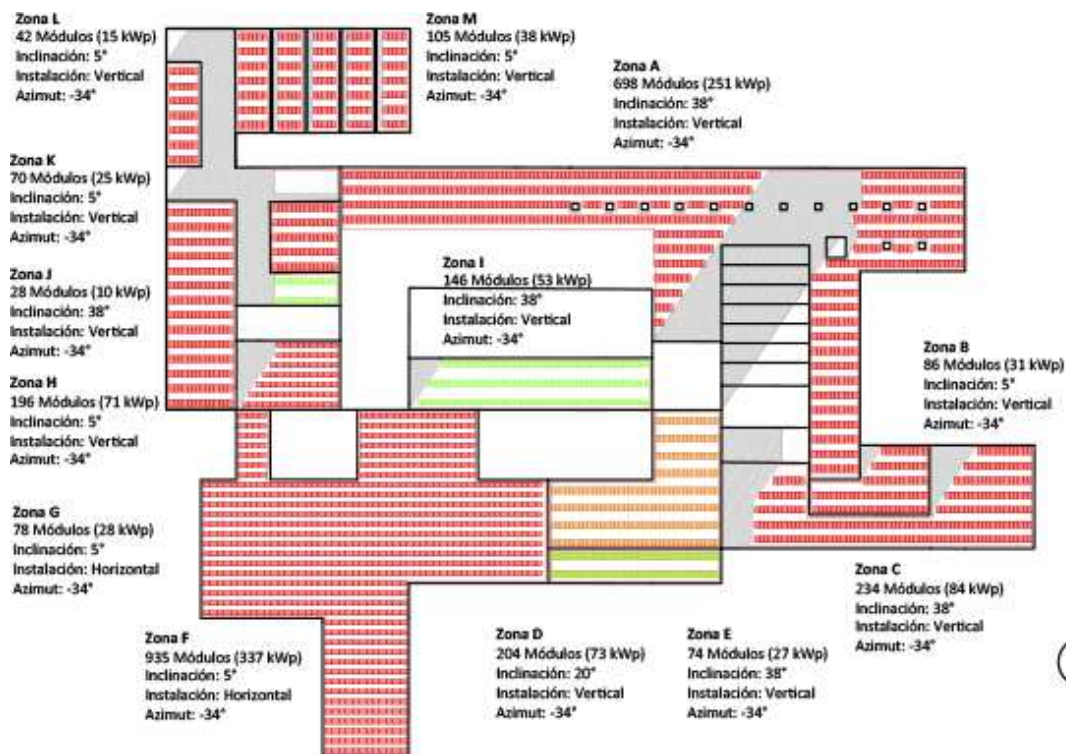 Zona L
42 Módulos (15 kWp)
Inclinación: 5°
Instalación: Vertical
Azimut: -34°
Zona M
105 Módulos (38 kWp)
Inclinación: 5°
Instalación: Vertical
Azimut: -34°
Zona A
698 Módulos (251 kWp)
Inclinación: 38°
Instalación: Vertical
Azimut: -34°
Zona K
70 Módulos (25 kWp)
Inclinación: 5°
Instalación: Vertical
Azimut: -34°
Zona J
28 Módulos (10 kWp)
Inclinación: 38°
Instalación: Vertical
Azimut: -34°
Zona I
146 Módulos (53 kWp)
Inclinación: 38°
Instalación: Vertical
Azimut: -34°
Zona B
86 Módulos (31 kWp)
Inclinación: 5°
Instalación: Vertical
Azimut: -34°
Zona H
196 Módulos (71 kWp)
Inclinación: 5°
Instalación: Vertical
Azimut: -34°
Zona G
78 Módulos (28 kWp)
Inclinación: 5°
Instalación: Horizontal
Azimut: -34°
Zona C
234 Módulos (84 kWp)
Inclinación: 38°
Instalación: Vertical
Azimut: -34°
Zona F
935 Módulos (337 kWp)
Inclinación: 5°
Instalación: Horizontal
Azimut: -34°
Zona D
204 Módulos (73 kWp)
Inclinación: 20°
Instalación: Vertical
Azimut: -34°
Zona E
74 Módulos (27 kWp)
Inclinación: 38°
Instalación: Vertical
Azimut: -34°